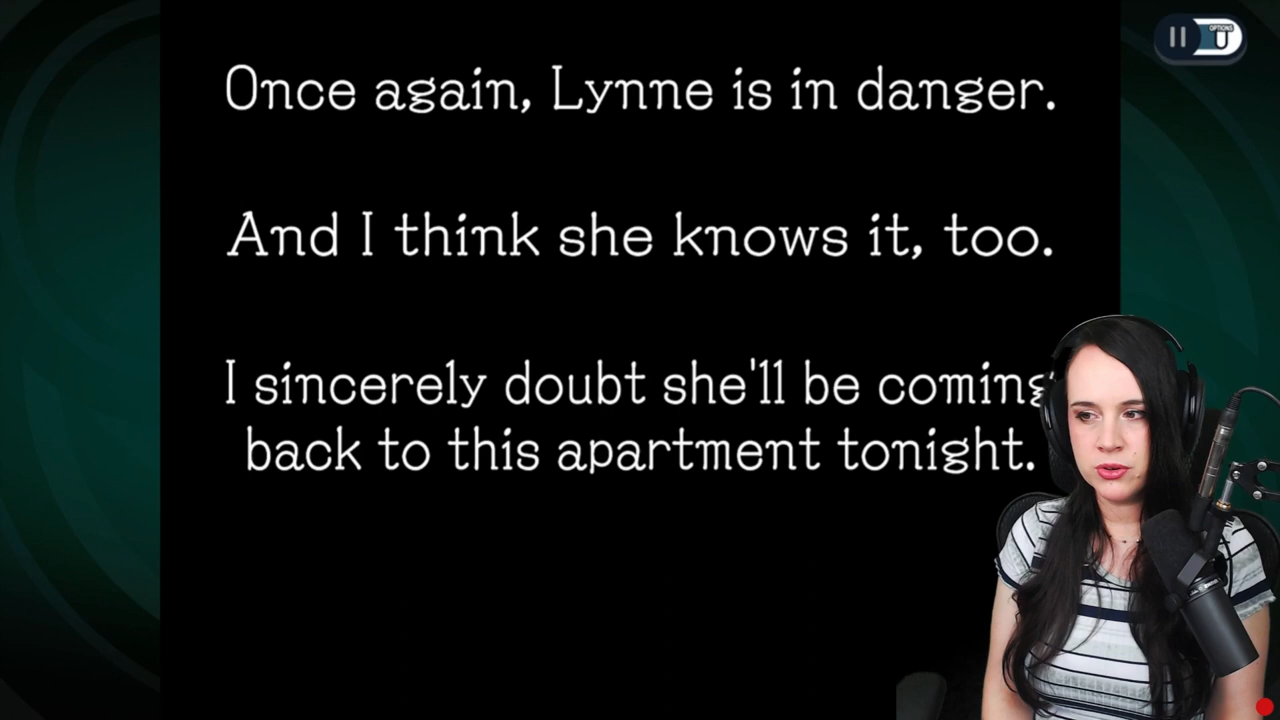 OPTIONS
Once again, Lynne is in danger.
And I think she knows it, too.
I sincerely doubt she'll be coming
back to this apartment tonight.